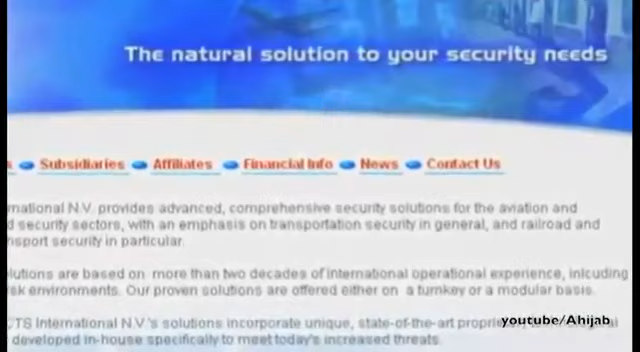 The natural solution to your security needs
Subsidiaries Affiliates Financial Info News Contact Us
rnational N.V. provides advanced, comprehensive security solutions for the aviation and
d security sectors, with an emphasis on transportation security in general, and railroad and
nsport security in particular.
lutions are based on more than two decades of international operational experience, inlcuding
sk environments. Our proven solutions are offered either on a turnkey or a modular basis.
TS International N.V.'s solutions incorporate unique, state-of-the-art
youtube/Ahijab
developed in-house specifically to meet today's increased threats.